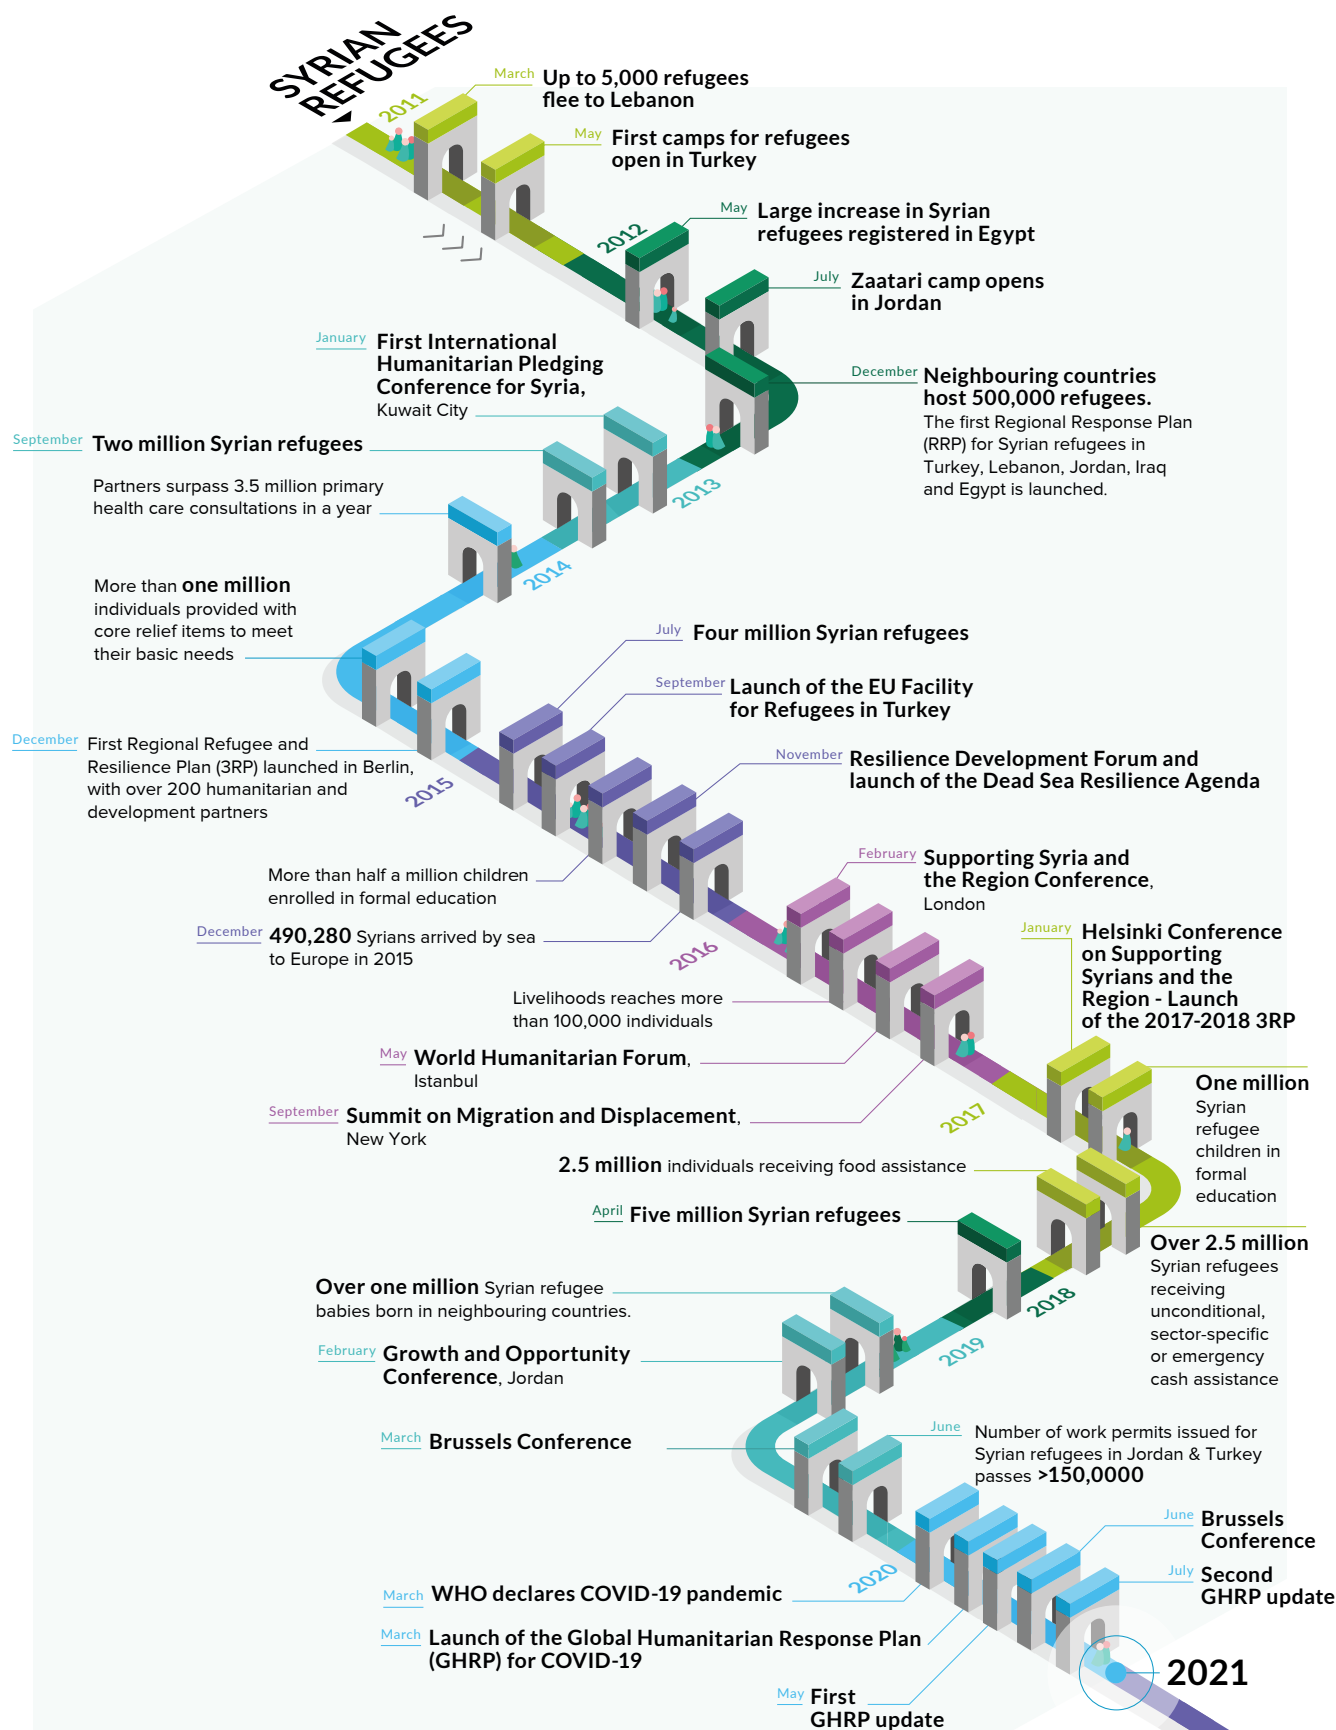 SYRIAN
REFUGEES
2011
March
Up to 5,000 refugees
flee to Lebanon
May
First camps for refugees
open in Turkey
2012
May
Large increase in Syrian
refugees registered in Egypt
July
Zaatari camp opens
in Jordan
December
Neighbouring countries
host 500,000 refugees.
The first Regional Response Plan
(RRP) for Syrian refugees in
Turkey, Lebanon, Jordan, Iraq
and Egypt is launched.
2013
January
First International
Humanitarian Pledging
Conference for Syria,
Kuwait City
September
Two million Syrian refugees
Partners surpass 3.5 million primary
health care consultations in a year
2014
More than one million
individuals provided with
core relief items to meet
their basic needs
December
First Regional Refugee and
Resilience Plan (3RP) launched in Berlin,
with over 200 humanitarian and
development partners
2015
July
Four million Syrian refugees
September
Launch of the EU Facility
for Refugees in Turkey
November
Resilience Development Forum and
launch of the Dead Sea Resilience Agenda
More than half a million children
enrolled in formal education
December
490,280 Syrians arrived by sea
to Europe in 2015
2016
February
Supporting Syria and
the Region Conference,
London
Livelihoods reaches more
than 100,000 individuals
May
World Humanitarian Forum,
Istanbul
September
Summit on Migration and Displacement,
New York
2017
January
Helsinki Conference
on Supporting
Syrians and the
Region - Launch
of the 2017-2018 3RP
One million
Syrian
refugee
children in
formal
education
2.5 million individuals receiving food assistance
Over 2.5 million
Syrian refugees
receiving
unconditional,
sector-specific
or emergency
cash assistance
2018
April
Five million Syrian refugees
2019
Over one million Syrian refugee
babies born in neighbouring countries.
February
Growth and Opportunity
Conference, Jordan
March
Brussels Conference
June
Number of work permits issued for
Syrian refugees in Jordan & Turkey
passes >150,0000
2020
March
WHO declares COVID-19 pandemic
March
Launch of the Global Humanitarian Response Plan
(GHRP) for COVID-19
May
First
GHRP update
June
Brussels
Conference
July
Second
GHRP update
2021